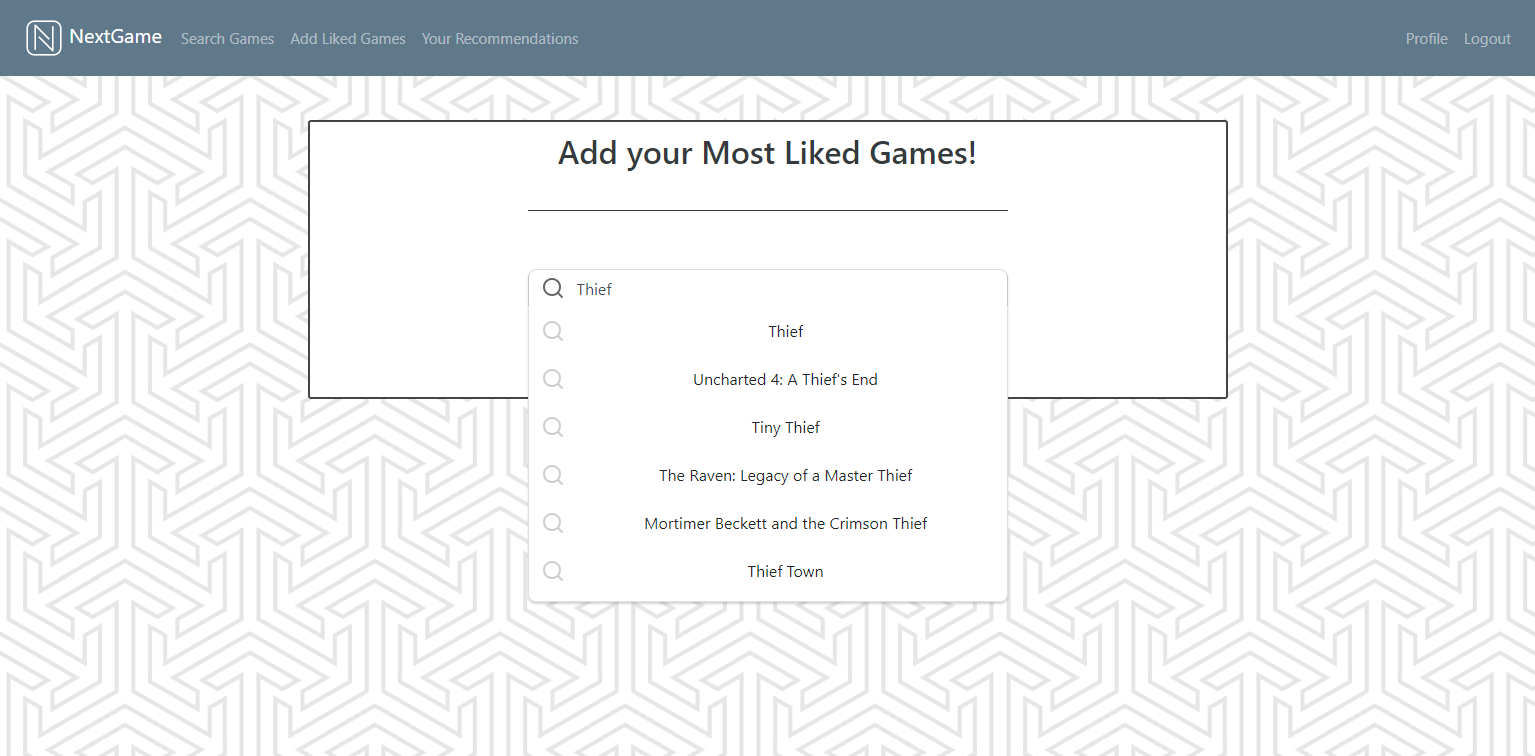 NextGame Search Games Add Liked Games Your Recommendations Profile Logout
Add your Most Liked Games!
Thief
Thief
Uncharted 4: A Thief's End
Tiny Thief
The Raven: Legacy of a Master Thief
Mortimer Beckett and the Crimson Thief
Thief Town